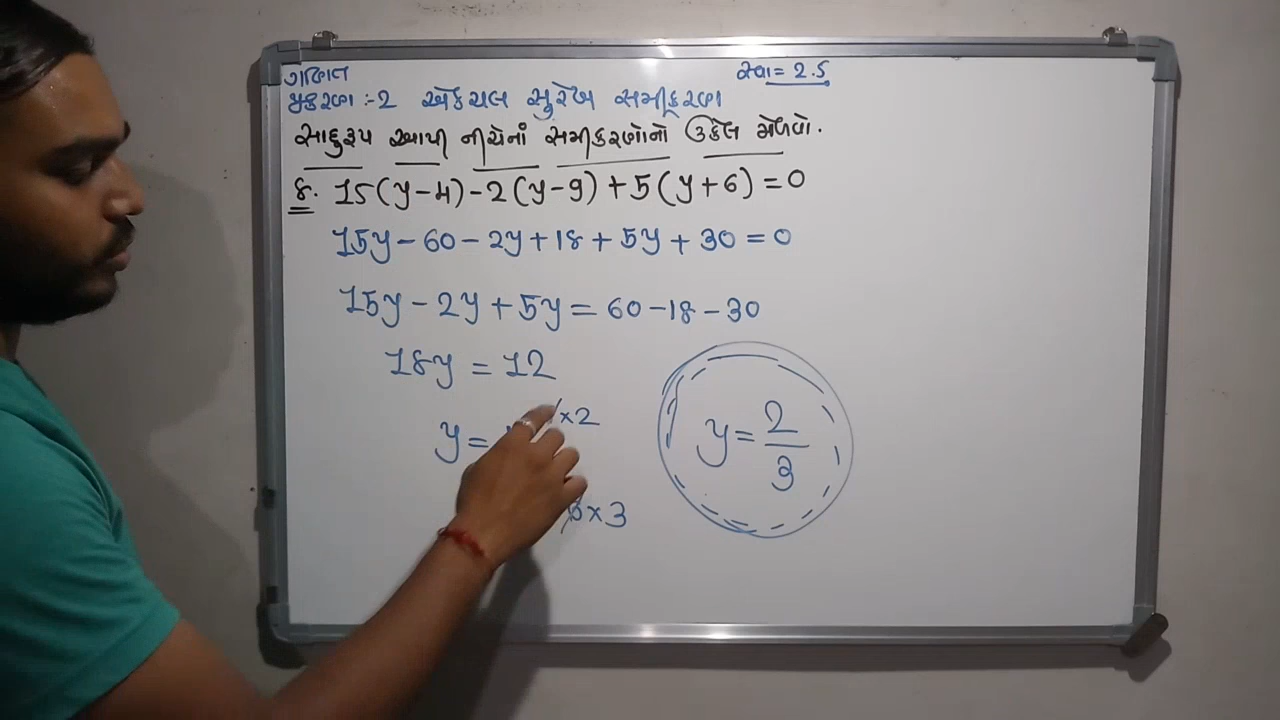 ગણિત
સ્વા = 2.5
પ્રકરણ :- 2 એકચલ સુરેખ સમીકરણ
સાદુરૂપ આપી નીચેનાં સમીકરણોનો ઉકેલ મેળવો.
8. 15(y-4)-2(y-9)+5(y+6)=0
15y-60-2y+18+5y+30=0
15y-2y+5y=60-18-30
18y=12
y= ×2
6×3
y=2/3